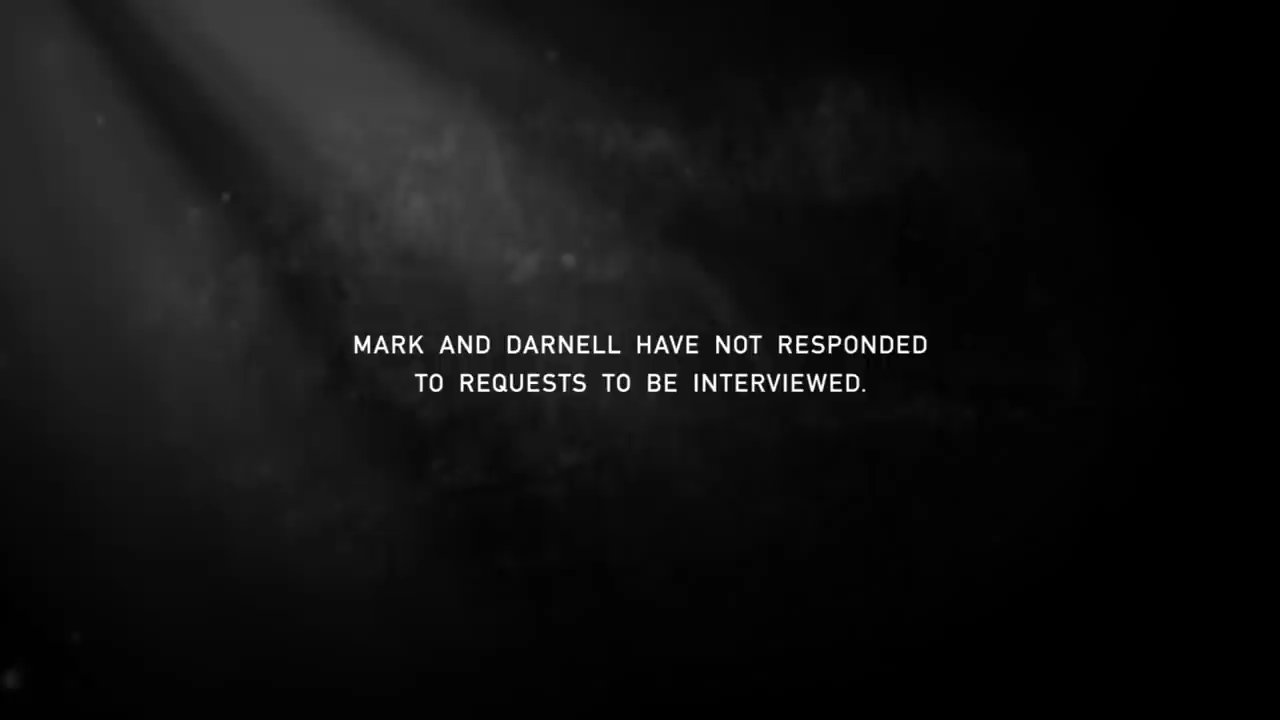 MARK AND DARNELL HAVE NOT RESPONDED
TO REQUESTS TO BE INTERVIEWED.